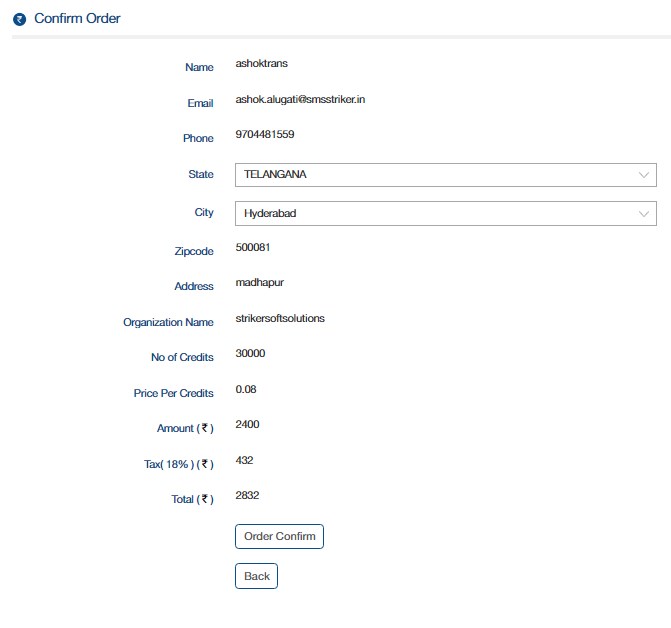 ₹ Confirm Order
Name ashoktrans
Email ashok.alugati@smsstriker.in
Phone 9704481559
State TELANGANA
City Hyderabad
Zipcode 500081
Address madhapur
Organization Name strikersoftsolutions
No of Credits 30000
Price Per Credits 0.08
Amount ( ₹ ) 2400
Tax( 18% ) ( ₹ ) 432
Total ( ₹ ) 2832
Order Confirm
Back